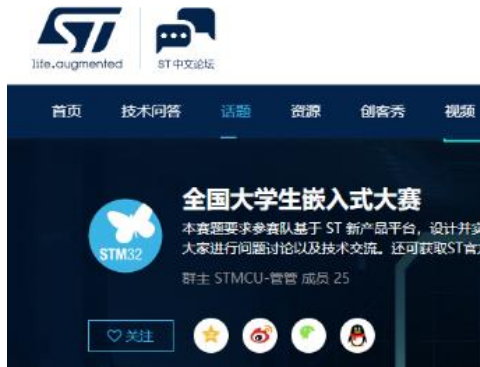 ST
life.augmented
ST中文论坛
首页 技术问答 话题 资源 创客秀 视频
全国大学生嵌入式大赛
本赛题要求参赛队基于 ST 新产品平台，设计并实
大家进行问题讨论以及技术交流。还可获取ST官方
STM32
群主 STMCU-管管 成员 25
♡关注